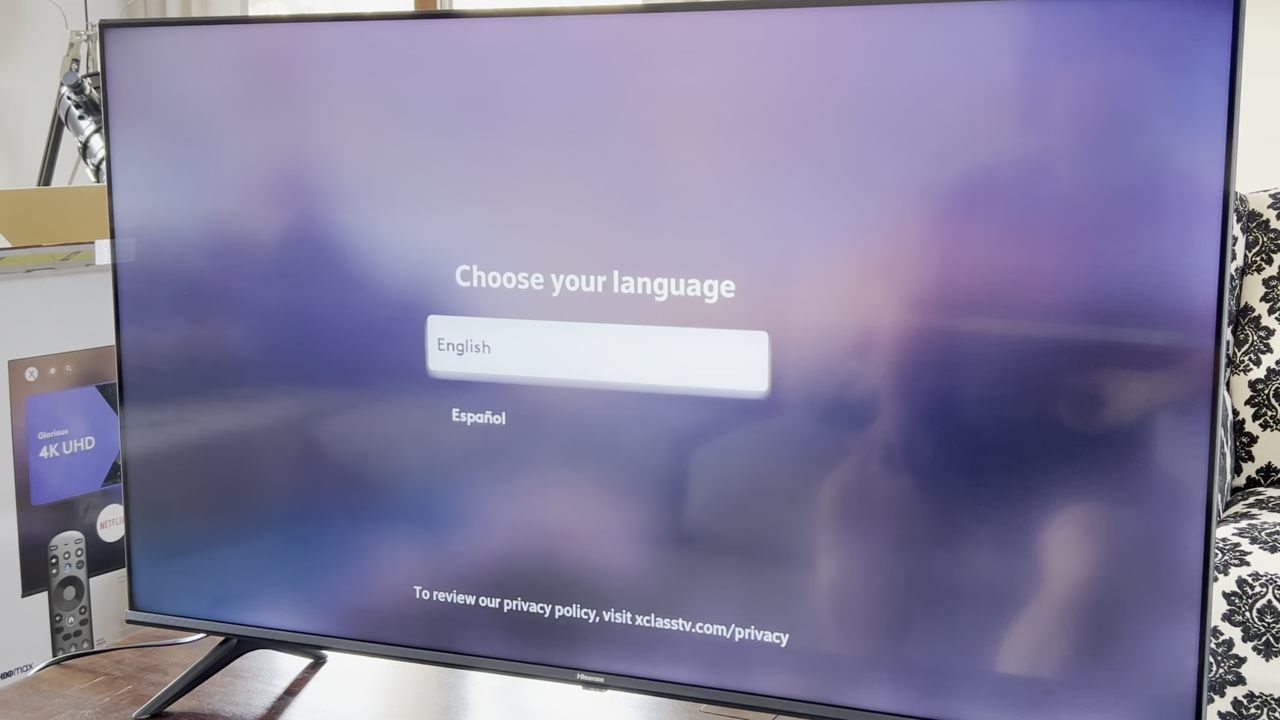 Choose your language
English
Español
To review our privacy policy, visit xclasstv.com/privacy
Hisense
Glorious
4K UHD
NETFLIX
HBOmax